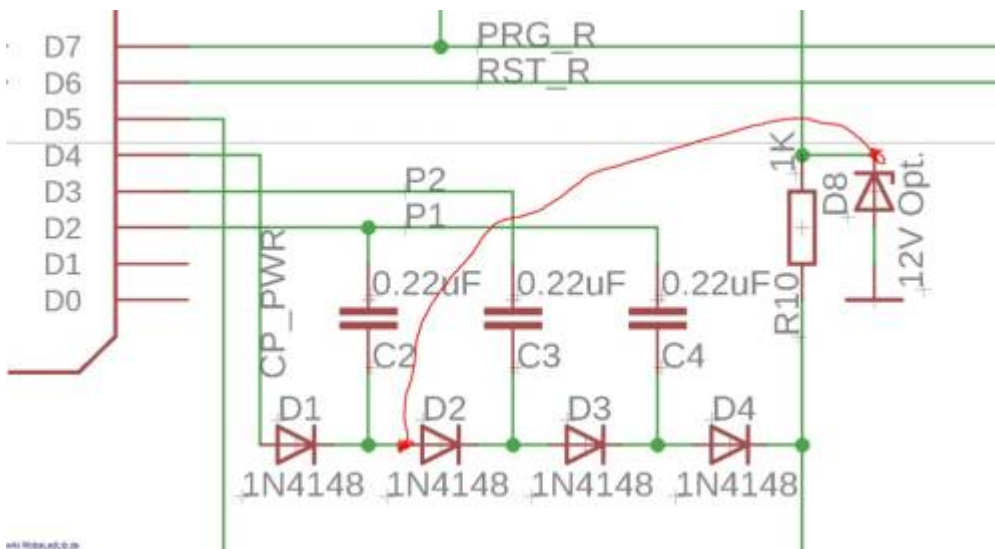 D7
PRG_R
D6
RST_R
D5
D4
1K
D3
P2
D8
12V Opt.
D2
P1
D1
CP_PWR
0.22uF
0.22uF
0.22uF
D0
R10
C2
C3
C4
D1
D2
D3
D4
1N4148
1N4148
1N4148
1N4148